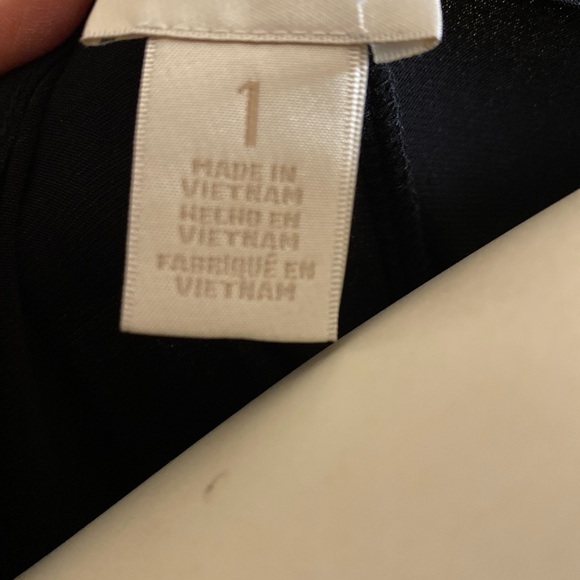 1
MADE IN
VIETNAM
HECHO EN
VIETNAM
FABRIQUÉ EN
VIETNAM